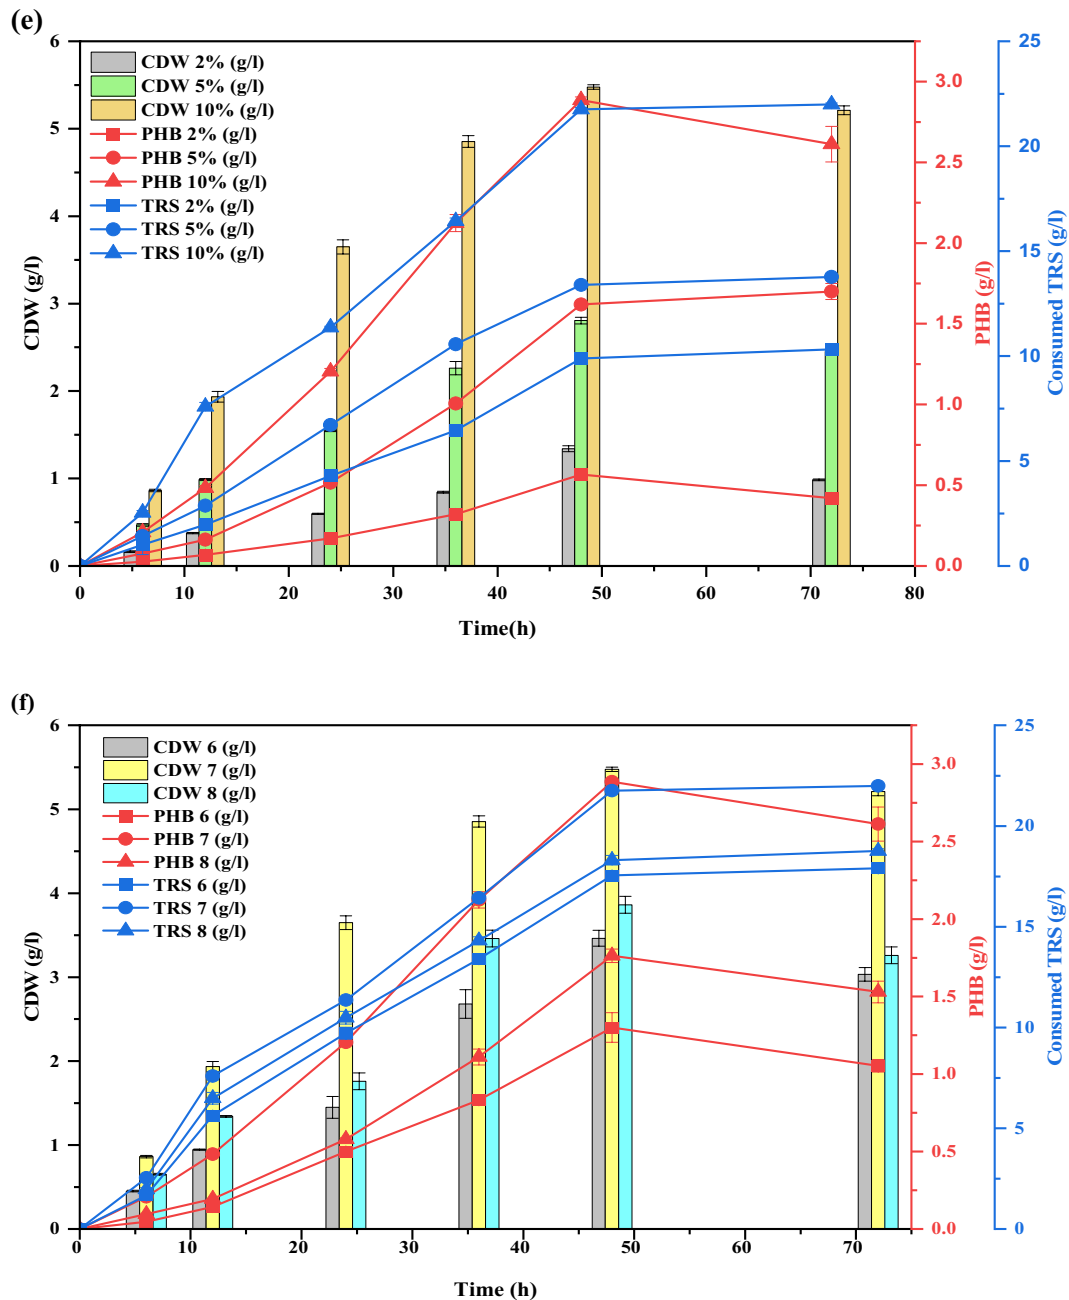 (e)
CDW 2% (g/l)
CDW 5% (g/l)
CDW 10% (g/l)
PHB 2% (g/l)
PHB 5% (g/l)
PHB 10% (g/l)
TRS 2% (g/l)
TRS 5% (g/l)
TRS 10% (g/l)
6
5
4
3
2
1
0
CDW (g/l)
0 10 20 30 40 50 60 70 80
Time(h)
3.0
2.5
2.0
1.5
1.0
0.5
0.0
PHB (g/l)
25
20
15
10
5
0
Consumed TRS (g/l)
(f)
CDW 6 (g/l)
CDW 7 (g/l)
CDW 8 (g/l)
PHB 6 (g/l)
PHB 7 (g/l)
PHB 8 (g/l)
TRS 6 (g/l)
TRS 7 (g/l)
TRS 8 (g/l)
6
5
4
3
2
1
0
CDW (g/l)
0 10 20 30 40 50 60 70
Time (h)
3.0
2.5
2.0
1.5
1.0
0.5
0.0
PHB (g/l)
25
20
15
10
5
0
Consumed TRS (g/l)